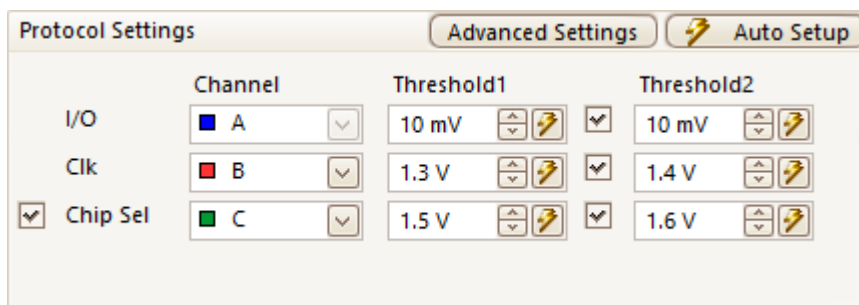 Protocol Settings Advanced Settings Auto Setup
Channel Threshold1 Threshold2
I/O A 10 mV 10 mV
Clk B 1.3 V 1.4 V
Chip Sel C 1.5 V 1.6 V